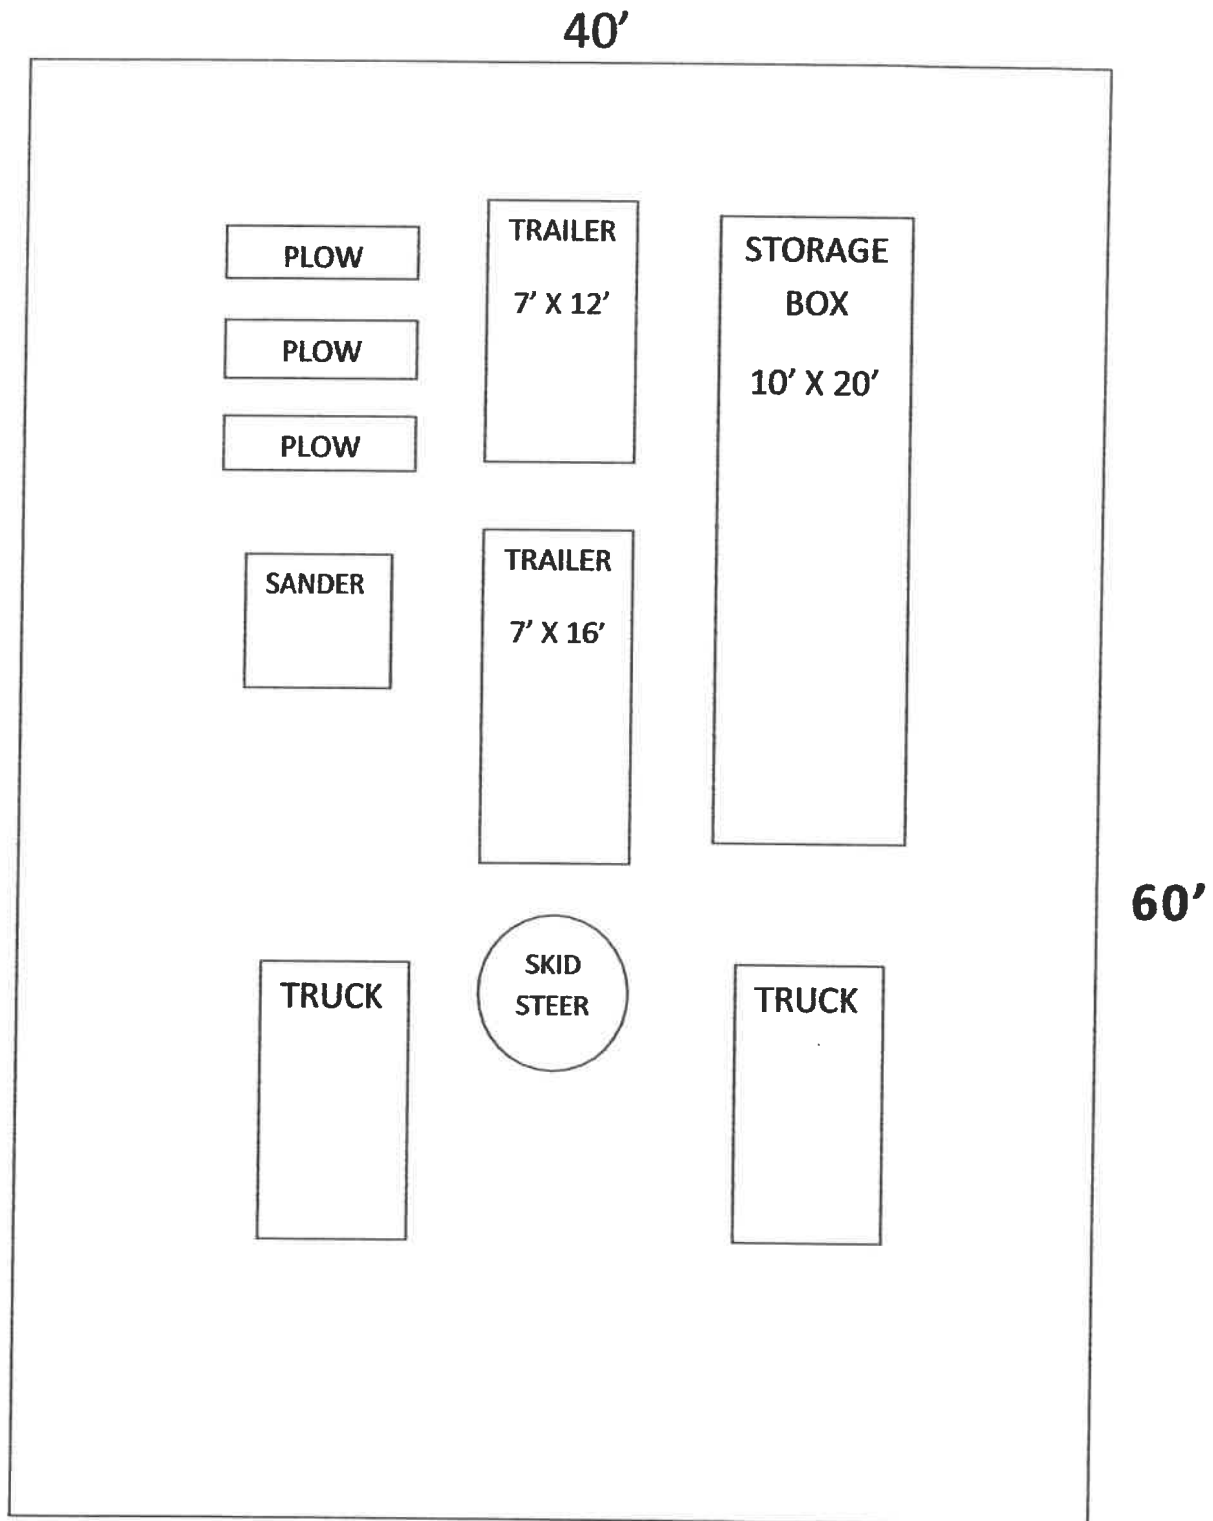 40'
PLOW
PLOW
PLOW
SANDER
TRAILER
7' X 12'
TRAILER
7' X 16'
STORAGE
BOX
10' X 20'
60'
TRUCK
SKID
STEER
TRUCK